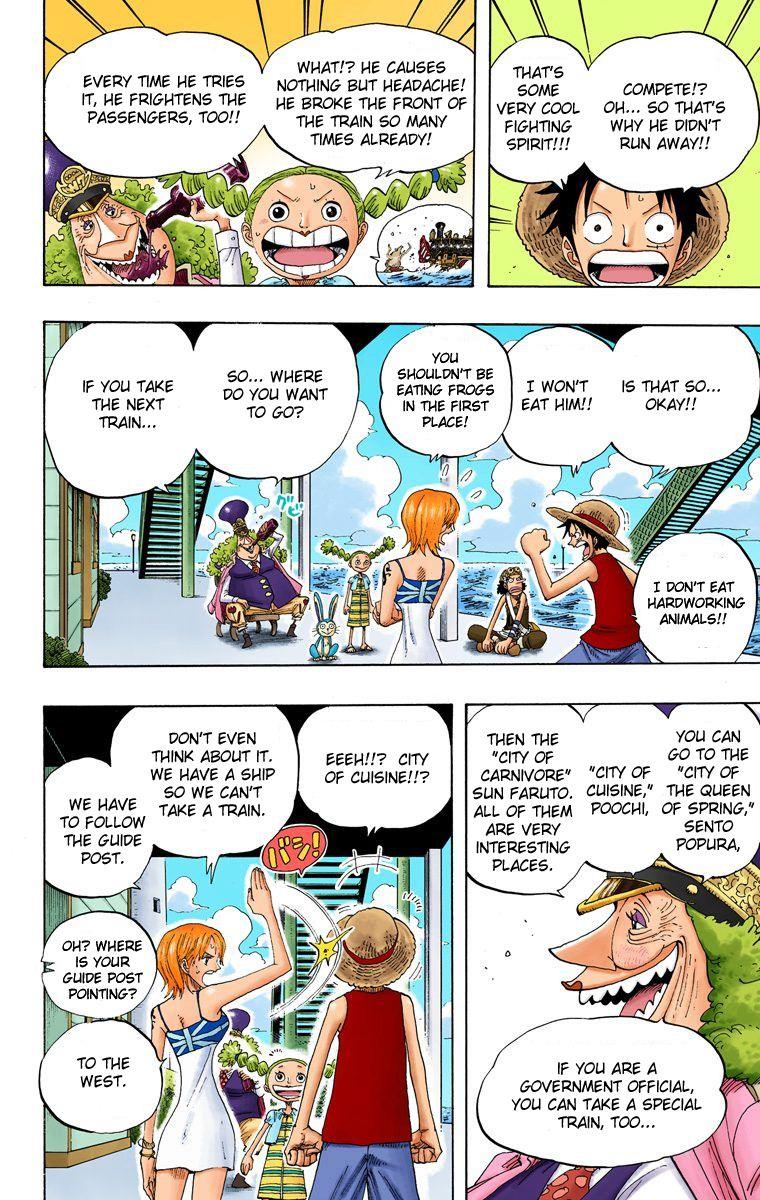 COMPETE!?
OH... SO THAT'S
WHY HE DIDN'T
RUN AWAY!!
THAT'S
SOME
VERY COOL
FIGHTING
SPIRIT!!!
WHAT!? HE CAUSES
NOTHING BUT HEADACHE!
HE BROKE THE FRONT OF
THE TRAIN SO MANY
TIMES ALREADY!
EVERY TIME HE TRIES
IT, HE FRIGHTENS THE
PASSENGERS, TOO!!
IS THAT SO...
OKAY!!
I WON'T
EAT HIM!!
I DON'T EAT
HARDWORKING
ANIMALS!!
YOU
SHOULDN'T BE
EATING FROGS
IN THE FIRST
PLACE!
SO... WHERE
DO YOU WANT
TO GO?
グビ
IF YOU TAKE
THE NEXT
TRAIN...
YOU CAN
GO TO THE
"CITY OF
THE QUEEN
OF SPRING,"
SENTO
POPURA,
"CITY OF
CUISINE,"
POOCHI,
THEN THE
"CITY OF
CARNIVORE"
SUN FARUTO.
ALL OF THEM
ARE VERY
INTERESTING
PLACES.
IF YOU ARE A
GOVERNMENT OFFICIAL,
YOU CAN TAKE A SPECIAL
TRAIN, TOO...
EEEH!!? CITY
OF CUISINE!!?
バシ!
DON'T EVEN
THINK ABOUT IT.
WE HAVE A SHIP
SO WE CAN'T
TAKE A TRAIN.
WE HAVE
TO FOLLOW
THE GUIDE
POST.
OH? WHERE
IS YOUR
GUIDE POST
POINTING?
TO THE
WEST.